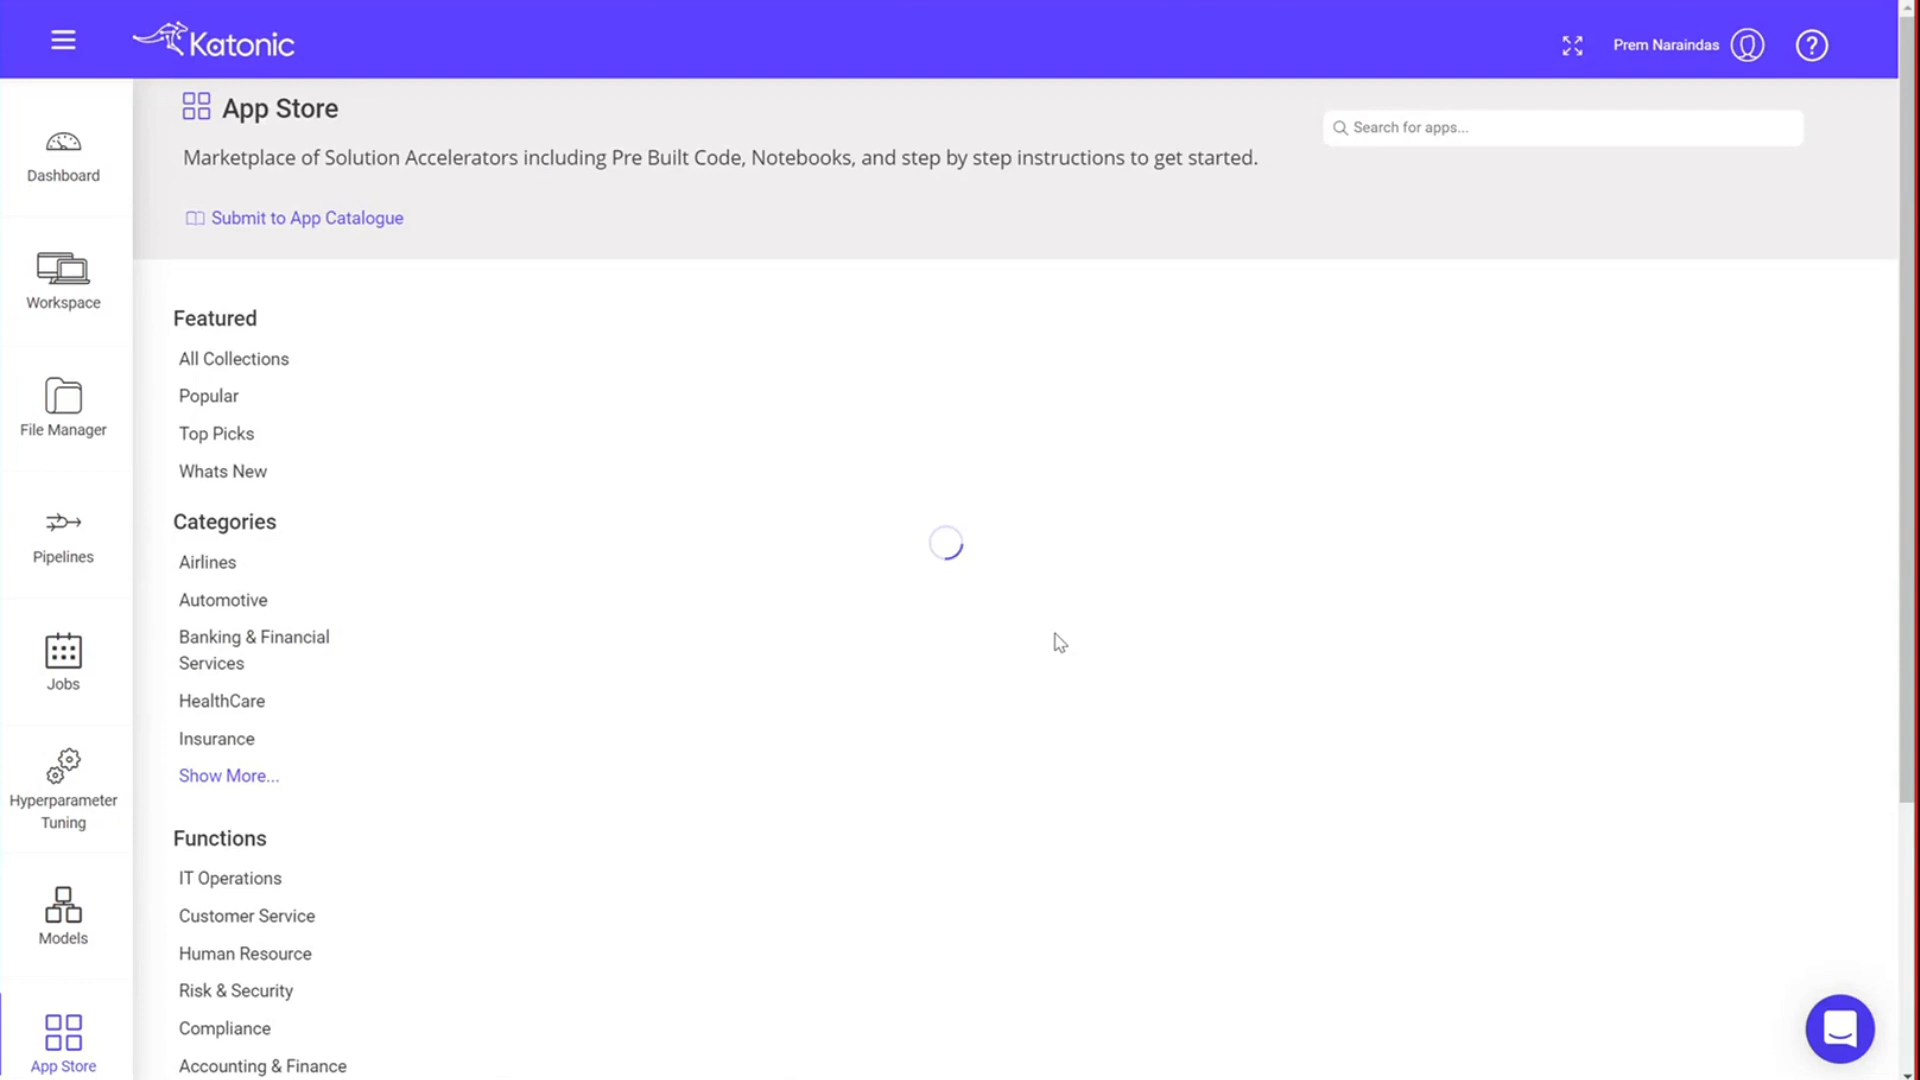 Katonic
Prem Naraindas
?
App Store
Search for apps...
Marketplace of Solution Accelerators including Pre Built Code, Notebooks, and step by step instructions to get started.
Submit to App Catalogue
Dashboard
Workspace
File Manager
Pipelines
Jobs
Hyperparameter
Tuning
Models
App Store
Featured
All Collections
Popular
Top Picks
Whats New
Categories
Airlines
Automotive
Banking & Financial
Services
HealthCare
Insurance
Show More...
Functions
IT Operations
Customer Service
Human Resource
Risk & Security
Compliance
Accounting & Finance